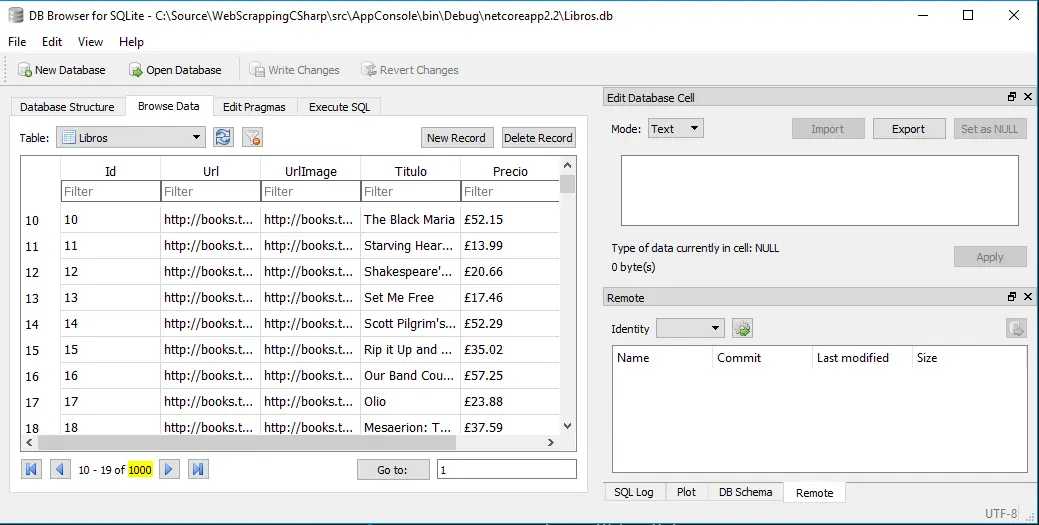 DB Browser for SQLite - C:\Source\WebScrappingCSharp\src\AppConsole\bin\Debug\netcoreapp2.2\Libros.db
File Edit View Help
New Database Open Database Write Changes Revert Changes
Database Structure Browse Data Edit Pragmas Execute SQL
Table: Libros New Record Delete Record
Id Url UrlImage Titulo Precio
Filter Filter Filter Filter Filter
10 10 http://books.t... http://books.t... The Black Maria £52.15
11 11 http://books.t... http://books.t... Starving Hear... £13.99
12 12 http://books.t... http://books.t... Shakespeare'... £20.66
13 13 http://books.t... http://books.t... Set Me Free £17.46
14 14 http://books.t... http://books.t... Scott Pilgrim's... £52.29
15 15 http://books.t... http://books.t... Rip it Up and ... £35.02
16 16 http://books.t... http://books.t... Our Band Cou... £57.25
17 17 http://books.t... http://books.t... Olio £23.88
18 18 http://books.t... http://books.t... Mesaerion: T... £37.59
10 - 19 of 1000 Go to: 1
Edit Database Cell
Mode: Text Import Export Set as NULL
Type of data currently in cell: NULL
0 byte(s)
Apply
Remote
Identity
Name Commit Last modified Size
SQL Log Plot DB Schema Remote
UTF-8